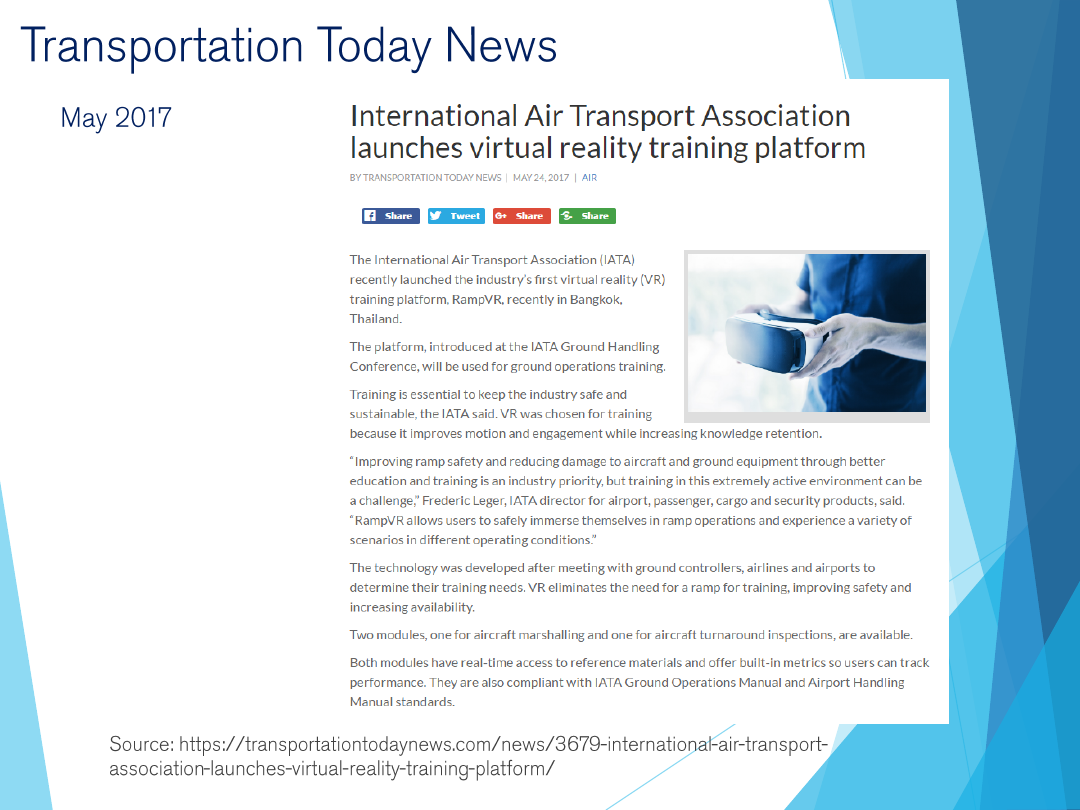 Transportation Today News
May 2017
International Air Transport Association
launches virtual reality training platform
BY TRANSPORTATION TODAY NEWS | MAY 24, 2017 | AIR
Share Tweet Share Share
The International Air Transport Association (IATA)
recently launched the industry's first virtual reality (VR)
training platform, RampVR, recently in Bangkok,
Thailand.
The platform, introduced at the IATA Ground Handling
Conference, will be used for ground operations training.
Training is essential to keep the industry safe and
sustainable, the IATA said. VR was chosen for training
because it improves motion and engagement while increasing knowledge retention.
"Improving ramp safety and reducing damage to aircraft and ground equipment through better
education and training is an industry priority, but training in this extremely active environment can be
a challenge," Frederic Leger, IATA director for airport, passenger, cargo and security products, said.
"RampVR allows users to safely immerse themselves in ramp operations and experience a variety of
scenarios in different operating conditions."
The technology was developed after meeting with ground controllers, airlines and airports to
determine their training needs. VR eliminates the need for a ramp for training, improving safety and
increasing availability.
Two modules, one for aircraft marshalling and one for aircraft turnaround inspections, are available.
Both modules have real-time access to reference materials and offer built-in metrics so users can track
performance. They are also compliant with IATA Ground Operations Manual and Airport Handling
Manual standards.
Source: https://transportationtodaynews.com/news/3679-international-air-transport-
association-launches-virtual-reality-training-platform/